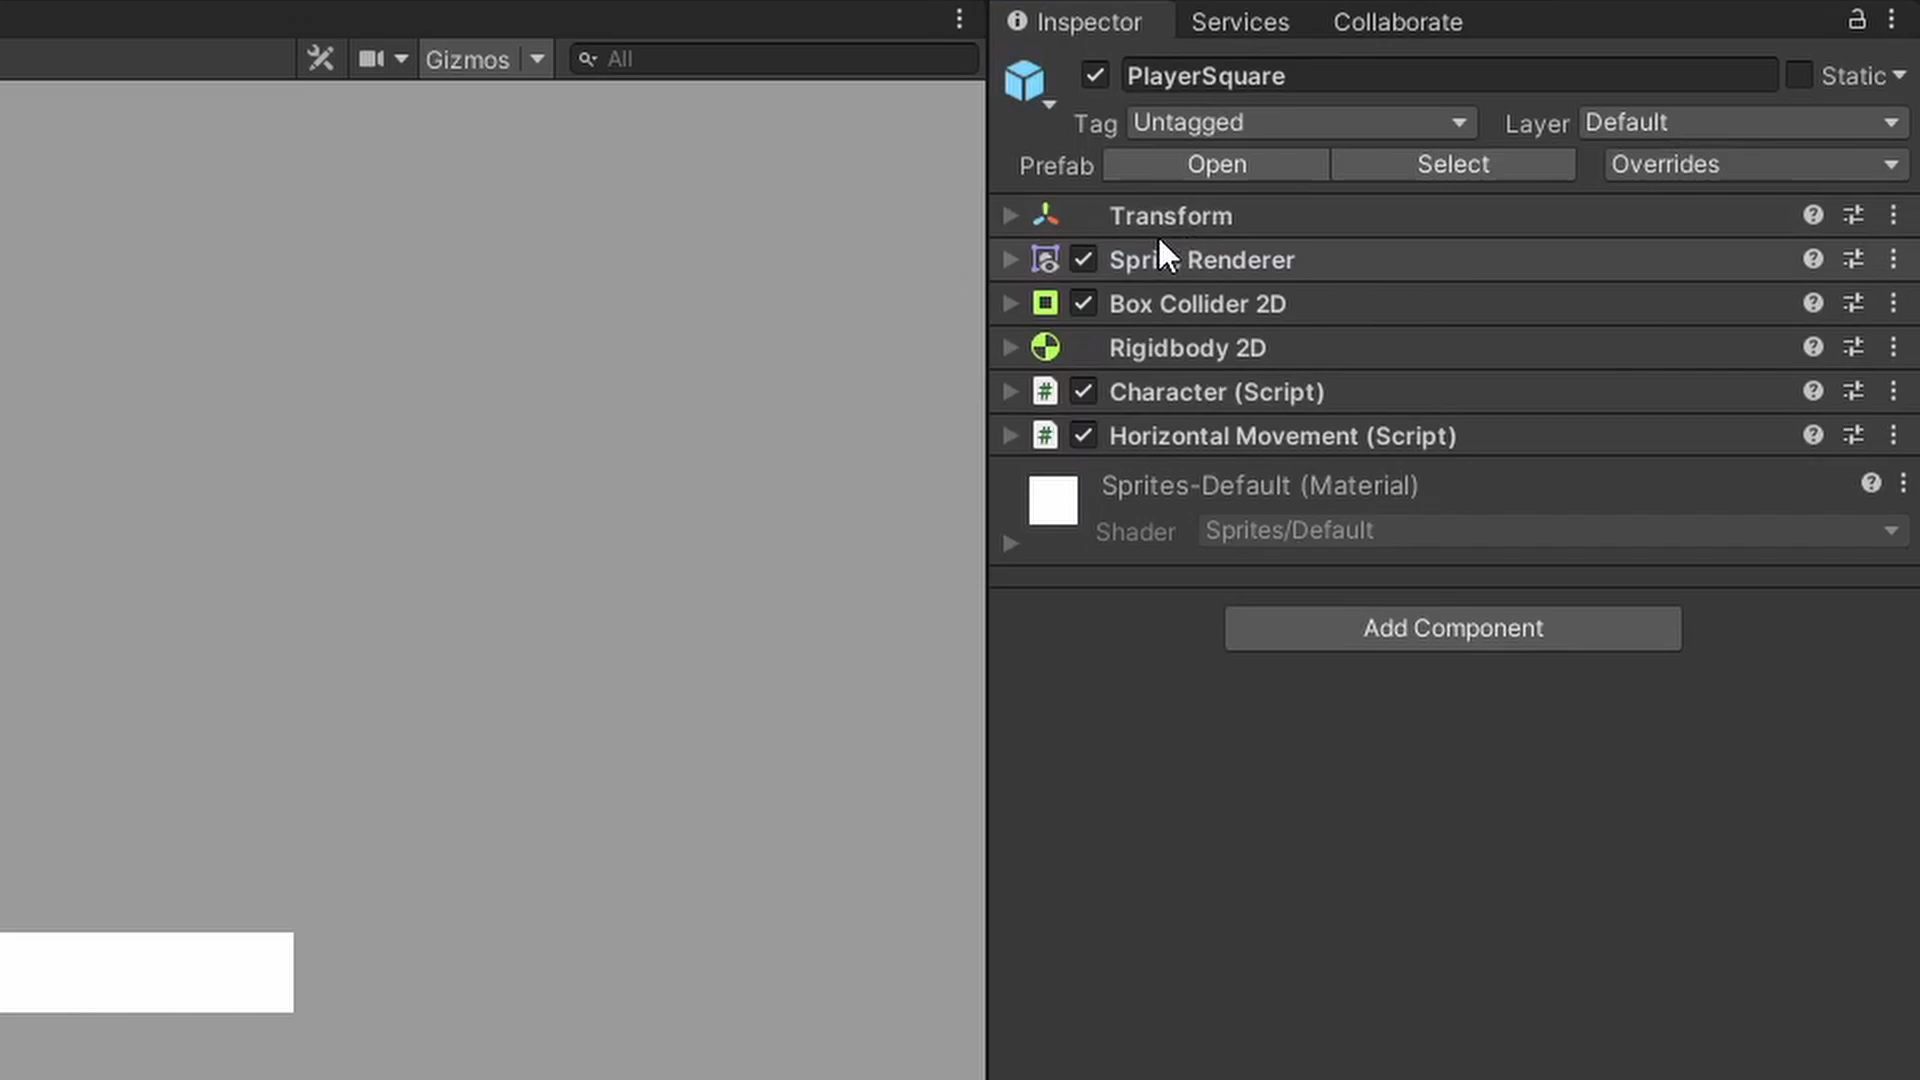 Inspector Services Collaborate
Gizmos All
PlayerSquare Static
Tag Untagged Layer Default
Prefab Open Select Overrides
Transform
Sprite Renderer
Box Collider 2D
Rigidbody 2D
# Character (Script)
# Horizontal Movement (Script)
Sprites-Default (Material)
Shader Sprites/Default
Add Component